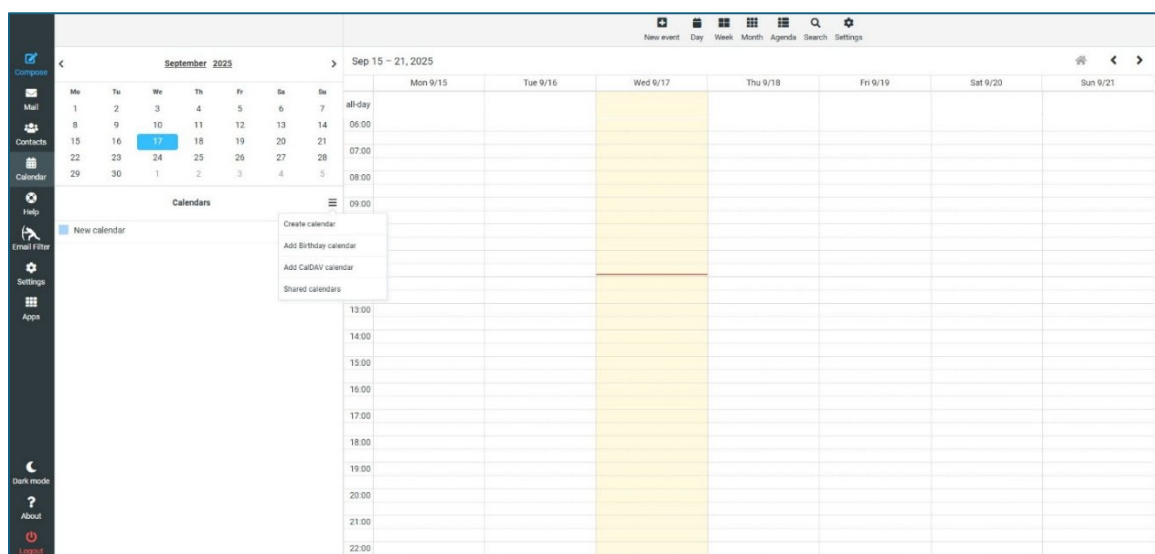 New event Day Week Month Agenda Search Settings
Compose
Mail
Contacts
Calendar
Help
Email Filter
Settings
Apps
Dark mode
? About
Logout
September 2025
Mo Tu We Th Fr Sa Su
1 2 3 4 5 6 7
8 9 10 11 12 13 14
15 16 17 18 19 20 21
22 23 24 25 26 27 28
29 30 1 2 3 4 5
Calendars
New calendar
Create calendar
Add Birthday calendar
Add CalDAV calendar
Shared calendars
Sep 15 – 21, 2025
Mon 9/15 Tue 9/16 Wed 9/17 Thu 9/18 Fri 9/19 Sat 9/20 Sun 9/21
all-day
06:00
07:00
08:00
09:00
13:00
14:00
15:00
16:00
17:00
18:00
19:00
20:00
21:00
22:00